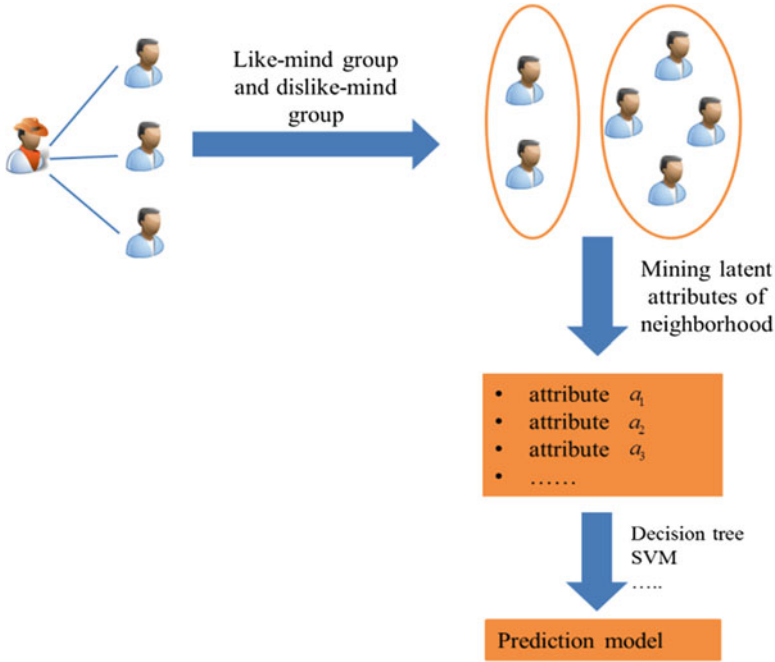 Like-mind group
and dislike-mind
group
Mining latent
attributes of
neighborhood
• attribute a₁
• attribute a₂
• attribute a₃
• ……
Decision tree
SVM
…..
Prediction model